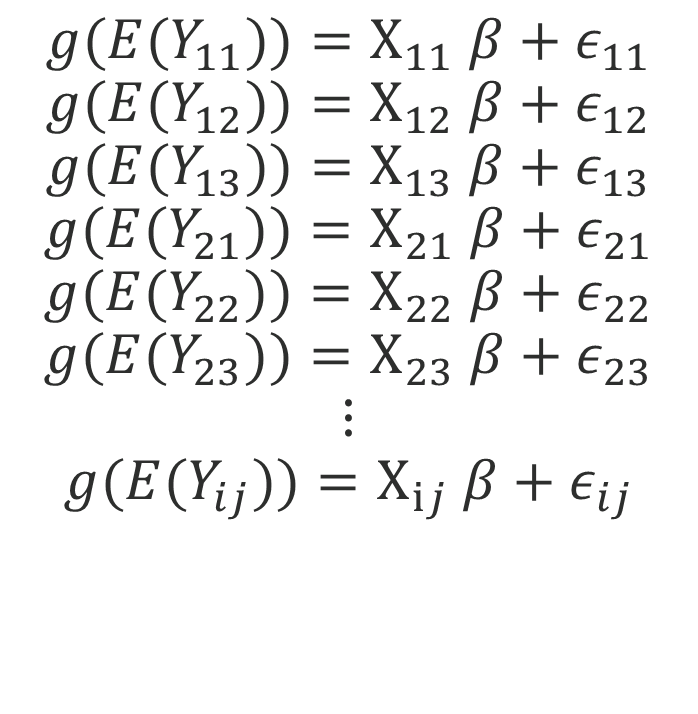 g(E(Y₁₁)) = X₁₁ β + ϵ₁₁
g(E(Y₁₂)) = X₁₂ β + ϵ₁₂
g(E(Y₁₃)) = X₁₃ β + ϵ₁₃
g(E(Y₂₁)) = X₂₁ β + ϵ₂₁
g(E(Y₂₂)) = X₂₂ β + ϵ₂₂
g(E(Y₂₃)) = X₂₃ β + ϵ₂₃
⋮
g(E(Yᵢⱼ)) = Xᵢⱼ β + ϵᵢⱼ